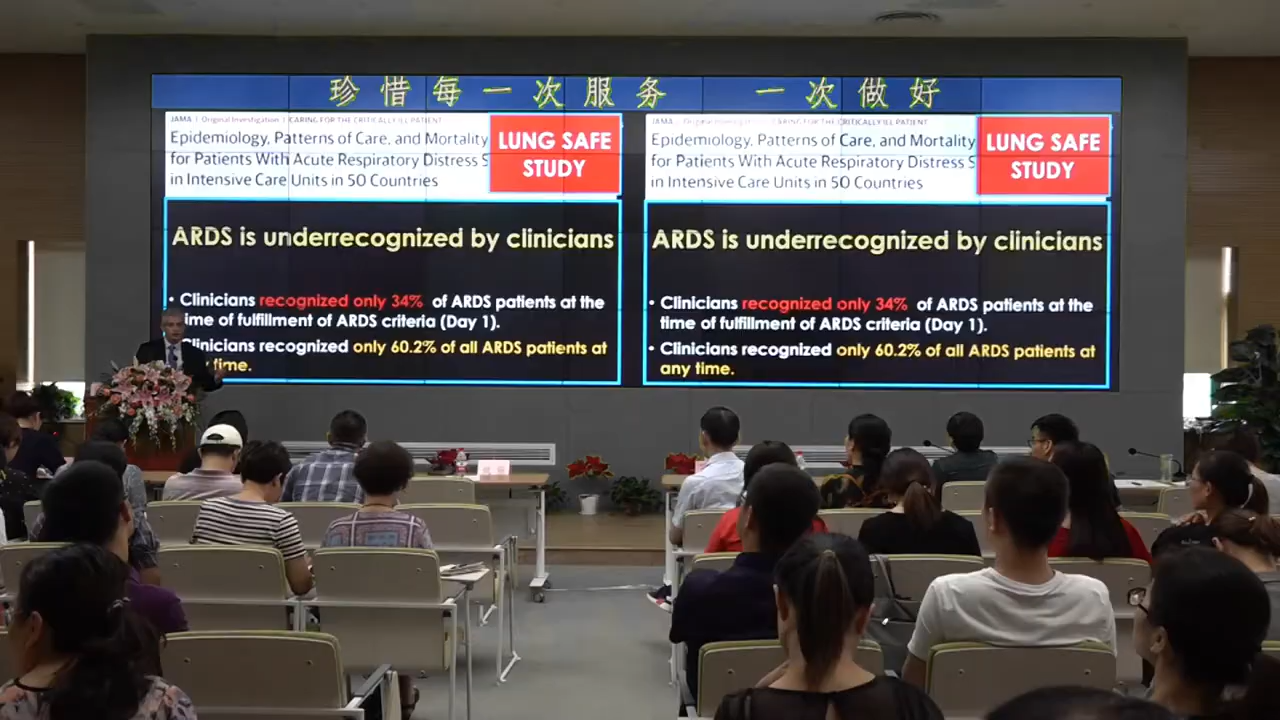 珍惜每一次服务 一次做好
JAMA | Original Investigation | CARING FOR THE CRITICALLY ILL PATIENT
Epidemiology, Patterns of Care, and Mortality
for Patients With Acute Respiratory Distress S
in Intensive Care Units in 50 Countries
LUNG SAFE
STUDY
ARDS is underrecognized by clinicians
• Clinicians recognized only 34% of ARDS patients at the
ime of fulfillment of ARDS criteria (Day 1).
Clinicians recognized only 60.2% of all ARDS patients at
time.
JAMA | Original Investigation | CARING FOR THE CRITICALLY ILL PATIENT
Epidemiology, Patterns of Care, and Mortality
for Patients With Acute Respiratory Distress S
in Intensive Care Units in 50 Countries
LUNG SAFE
STUDY
ARDS is underrecognized by clinicians
• Clinicians recognized only 34% of ARDS patients at the
time of fulfillment of ARDS criteria (Day 1).
• Clinicians recognized only 60.2% of all ARDS patients at
any time.